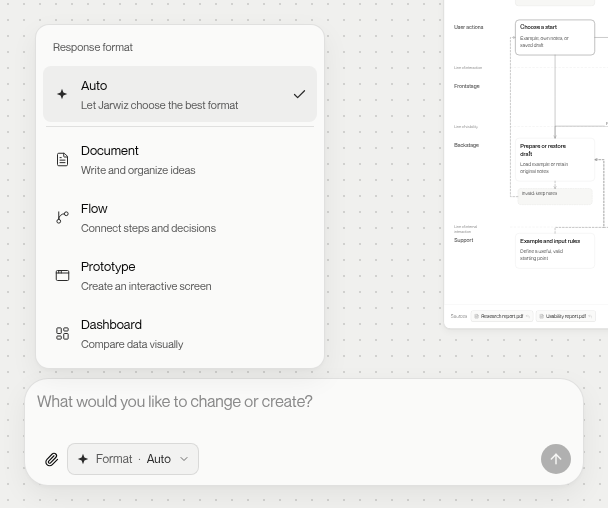 Response format
Auto
Let Jarwiz choose the best format
Document
Write and organize ideas
Flow
Connect steps and decisions
Prototype
Create an interactive screen
Dashboard
Compare data visually
What would you like to change or create?
Format · Auto
User actions
Choose a start
Example, own notes, or
saved draft
Frontstage
Line of visibility
Backstage
Prepare or restore
draft
Load example or retain
original notes
Support
Example and input rules
Define a useful, valid
starting point
Sources
Research report.pdf
Usability report.pdf